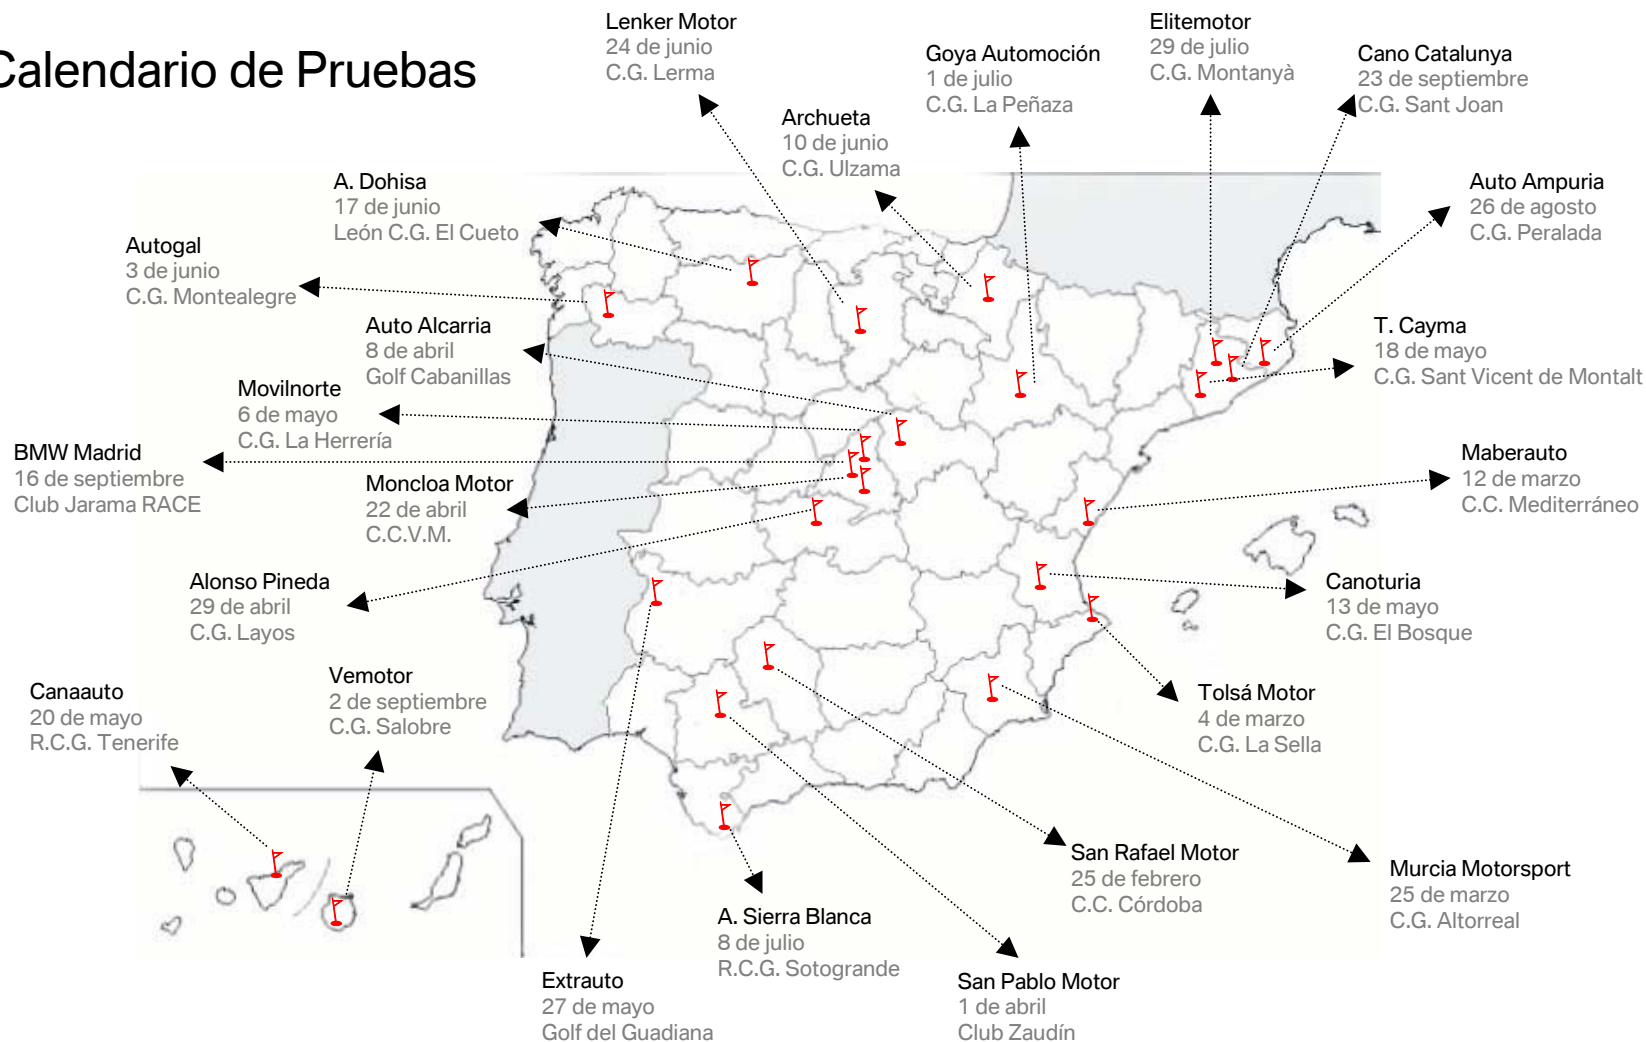 Calendario de Pruebas
Lenker Motor
24 de junio
C.G. Lerma
Goya Automoción
1 de julio
C.G. La Peñaza
Elitemotor
29 de julio
C.G. Montanyà
Cano Catalunya
23 de septiembre
C.G. Sant Joan
Archueta
10 de junio
C.G. Ulzama
A. Dohisa
17 de junio
León C.G. El Cueto
Auto Ampuria
26 de agosto
C.G. Peralada
Autogal
3 de junio
C.G. Montealegre
Auto Alcarria
8 de abril
Golf Cabanillas
T. Cayma
18 de mayo
C.G. Sant Vicent de Montalt
Movilnorte
6 de mayo
C.G. La Herrería
BMW Madrid
16 de septiembre
Club Jarama RACE
Maberauto
12 de marzo
C.C. Mediterráneo
Moncloa Motor
22 de abril
C.C.V.M.
Alonso Pineda
29 de abril
C.G. Layos
Canoturia
13 de mayo
C.G. El Bosque
Canaauto
20 de mayo
R.C.G. Tenerife
Vemotor
2 de septiembre
C.G. Salobre
Tolsá Motor
4 de marzo
C.G. La Sella
San Rafael Motor
25 de febrero
C.C. Córdoba
Murcia Motorsport
25 de marzo
C.G. Altorreal
A. Sierra Blanca
8 de julio
R.C.G. Sotogrande
Extrauto
27 de mayo
Golf del Guadiana
San Pablo Motor
1 de abril
Club Zaudín